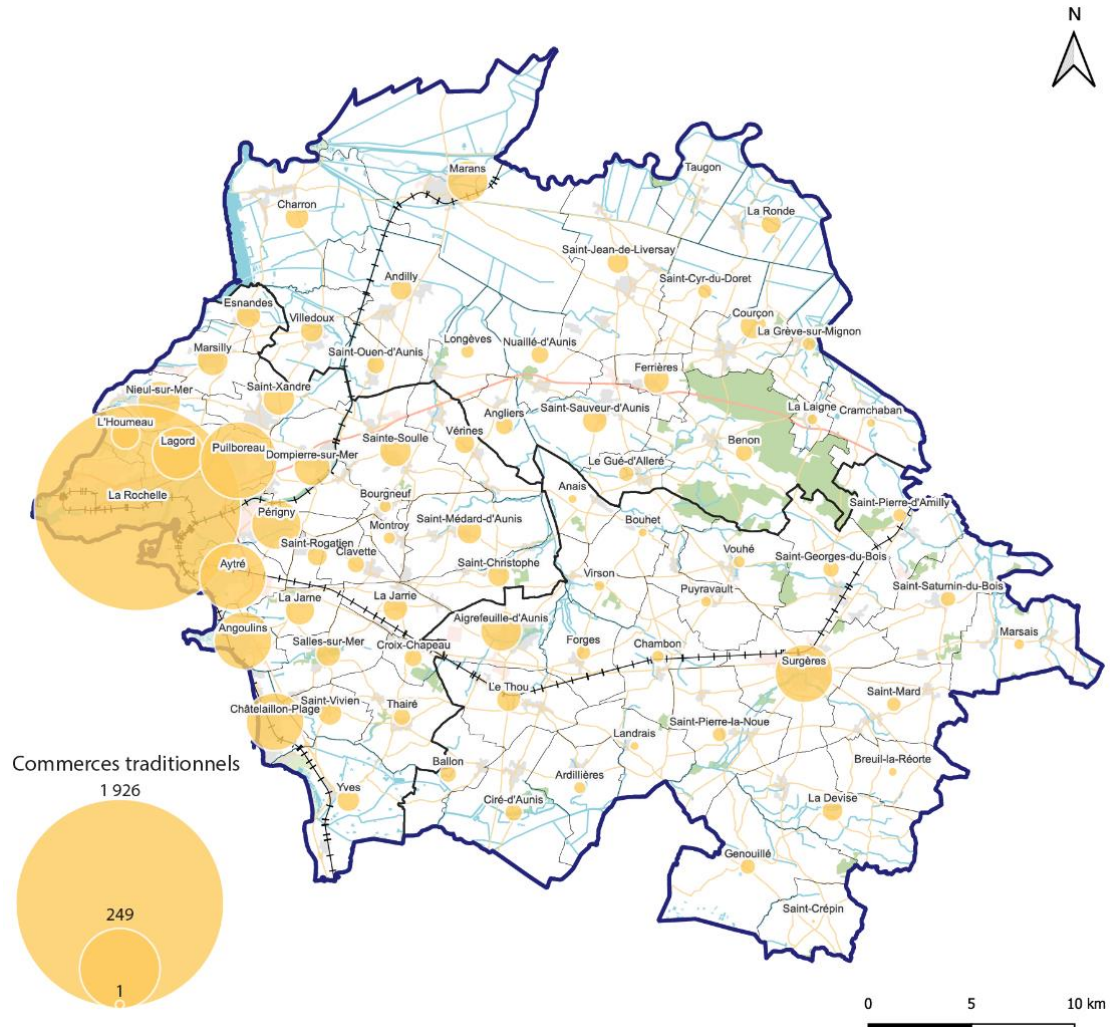 N
Marans
Taugon
Charron
La Ronde
Saint-Jean-de-Liversay
Andilly
Saint-Cyr-du-Doret
Esnandes
Villedoux
Courçon
La Grève-sur-Mignon
Longèves
Nuaillé-d'Aunis
Marsilly
Saint-Ouen-d'Aunis
Ferrières
Nieul-sur-Mer
Saint-Xandre
La Laigne
Cramchaban
Angliers
Saint-Sauveur-d'Aunis
L'Houmeau
Lagord
Puilboreau
Dompierre-sur-Mer
Sainte-Soulle
Vérines
Benon
Le Gué-d'Alleré
La Rochelle
Bourgneuf
Anais
Saint-Pierre-d'Amilly
Périgny
Montroy
Saint-Médard-d'Aunis
Bouhet
Saint-Rogatien
Clavette
Vouhé
Saint-Georges-du-Bois
Aytré
Saint-Christophe
Virson
Puyravault
Saint-Saturnin-du-Bois
La Jarne
La Jarrie
Aigrefeuille-d'Aunis
Angoulins
Salles-sur-Mer
Croix-Chapeau
Forges
Chambon
Surgères
Marsais
Le Thou
Saint-Mard
Châtelaillon-Plage
Saint-Vivien
Thairé
Saint-Pierre-la-Noue
Landrais
Ballon
Ardillières
Breuil-la-Réorte
Yves
Ciré-d'Aunis
La Devise
Genouillé
Saint-Crépin
Commerces traditionnels
1 926
249
1
0 5 10 km